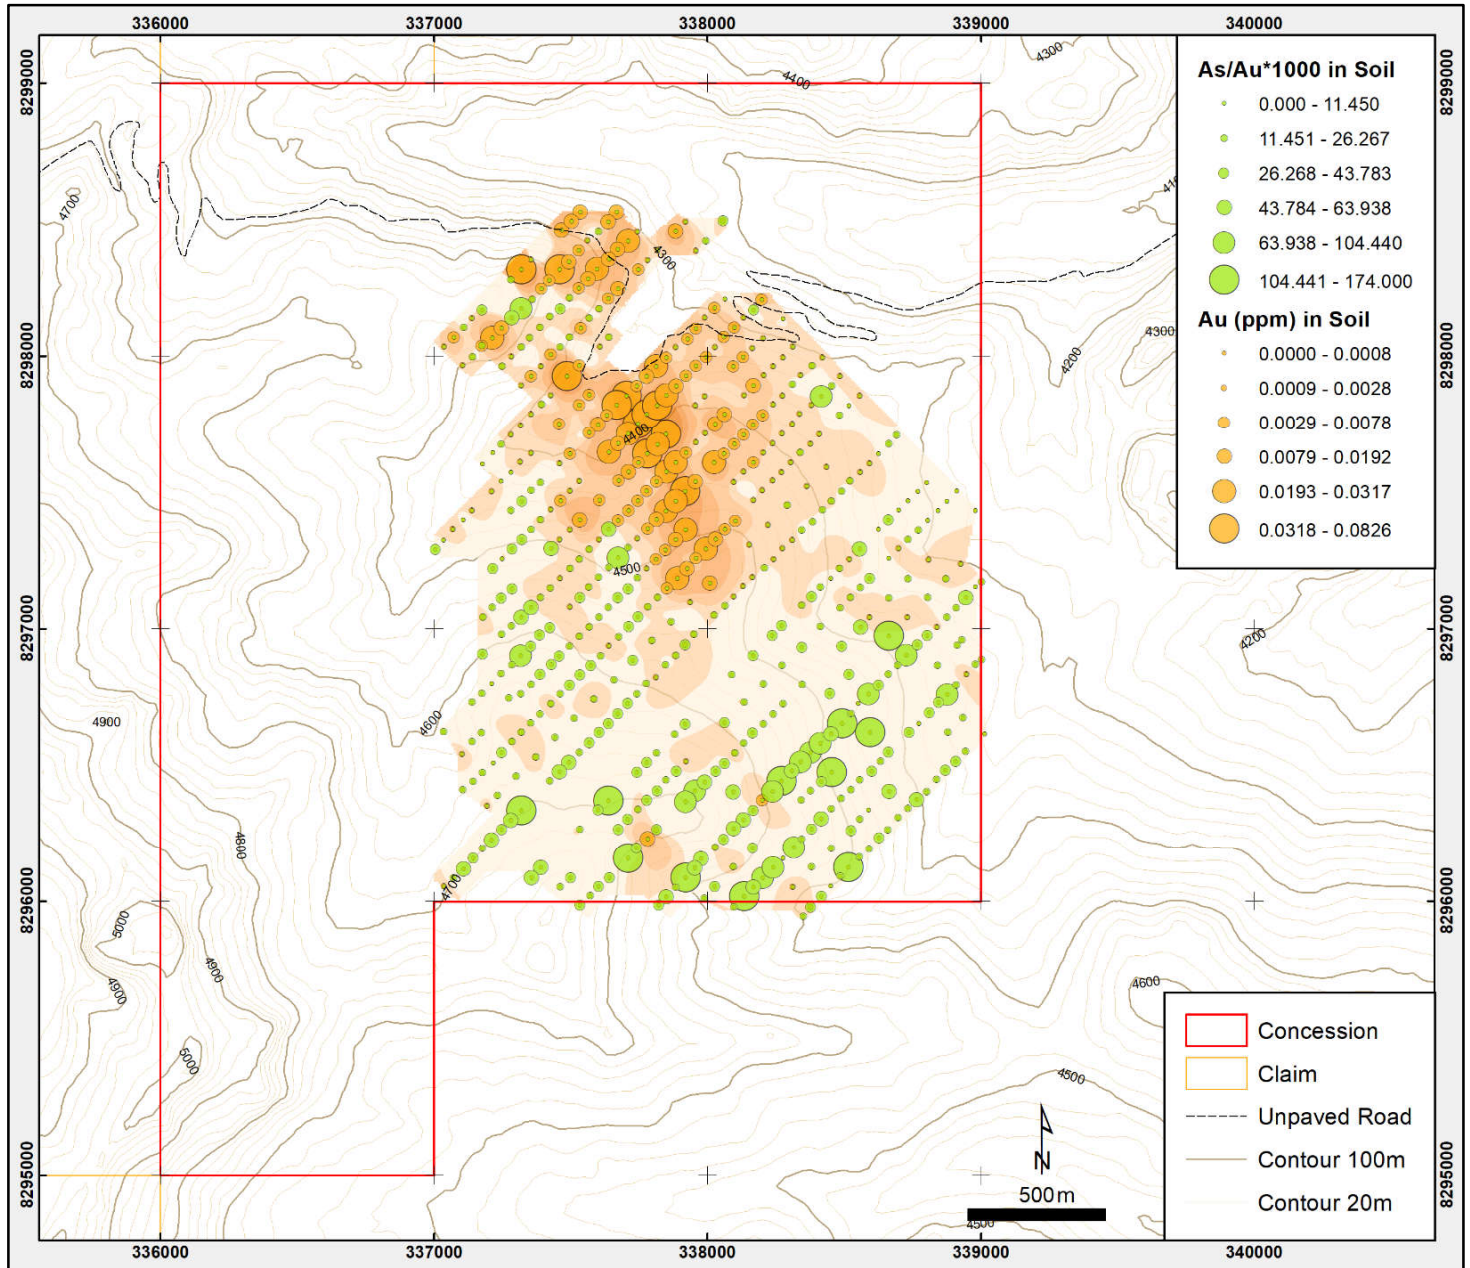 336000 337000 338000 339000 340000
8299000 8299000
As/Au*1000 in Soil
0.000 - 11.450
11.451 - 26.267
26.268 - 43.783
43.784 - 63.938
63.938 - 104.440
104.441 - 174.000
Au (ppm) in Soil
0.0000 - 0.0008
0.0009 - 0.0028
0.0029 - 0.0078
0.0079 - 0.0192
0.0193 - 0.0317
0.0318 - 0.0826
4300
4400
4700
4300
8298000 8298000
4300
4200
4400
4500
8297000 8297000
4200
4900
4600
4800
4700
8296000 8296000
5000
4900
4900
4600
5000
4500
Concession
Claim
Unpaved Road
Contour 100m
Contour 20m
N
500m
4500
8295000 8295000
336000 337000 338000 339000 340000